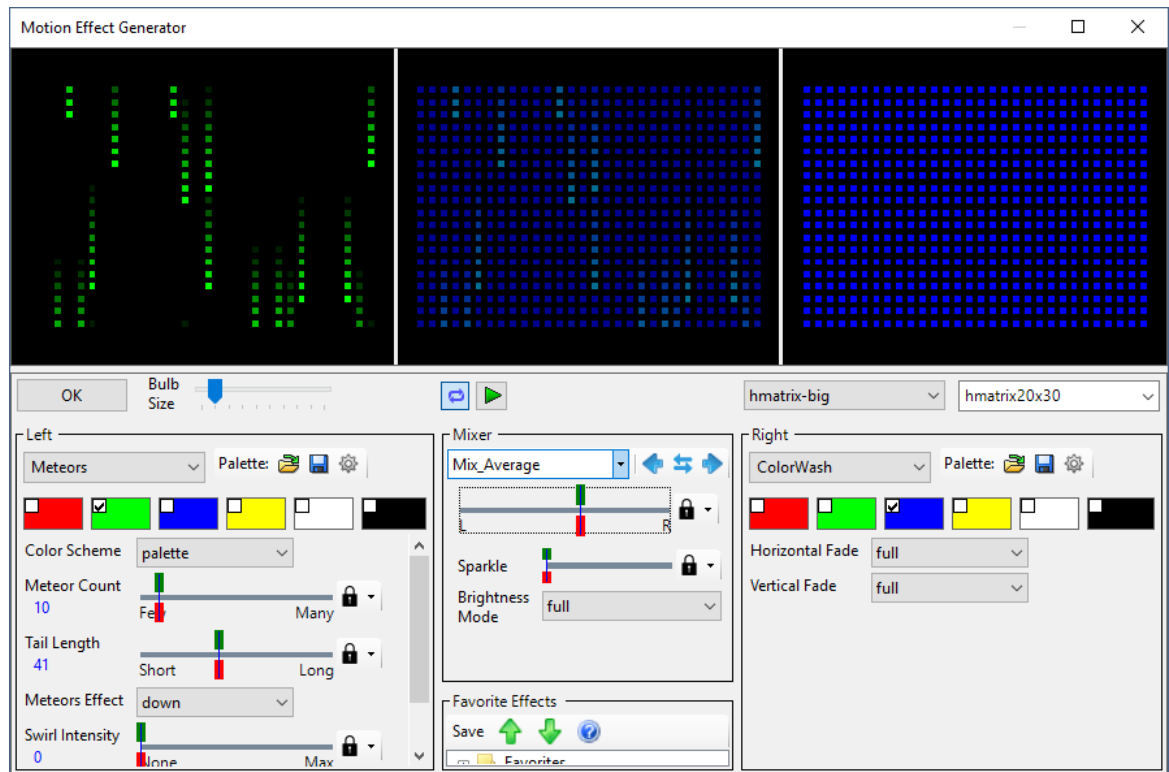 Motion Effect Generator
OK
Bulb
Size
hmatrix-big
hmatrix20x30
Left
Meteors
Palette:
Color Scheme
palette
Meteor Count
10
Few
Many
Tail Length
41
Short
Long
Meteors Effect
down
Swirl Intensity
0
None
Max
Mixer
Mix_Average
L
R
Sparkle
Brightness
Mode
full
Favorite Effects
Save
Favorites
Right
ColorWash
Palette:
Horizontal Fade
full
Vertical Fade
full